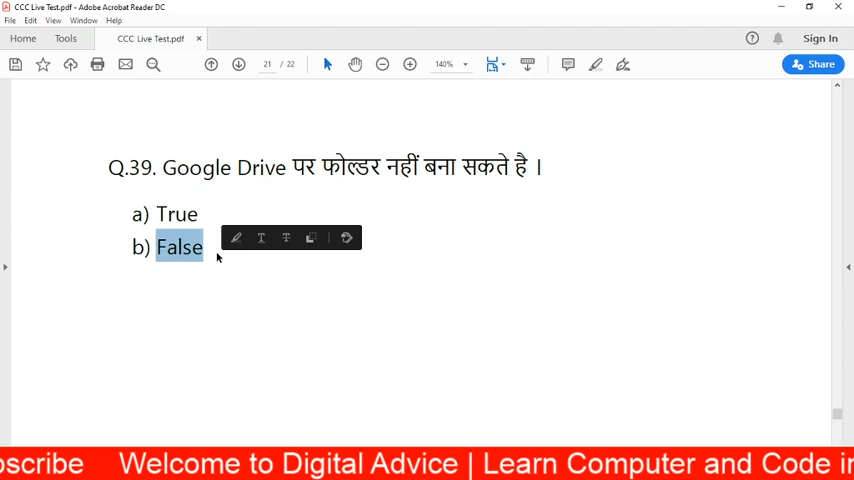 CCC Live Test.pdf - Adobe Acrobat Reader DC
File Edit View Window Help
Home Tools CCC Live Test.pdf × Sign In
21 / 22 140% Share
Q.39. Google Drive पर फोल्डर नहीं बना सकते है ।
a) True
b) False
oscribe Welcome to Digital Advice | Learn Computer and Code in